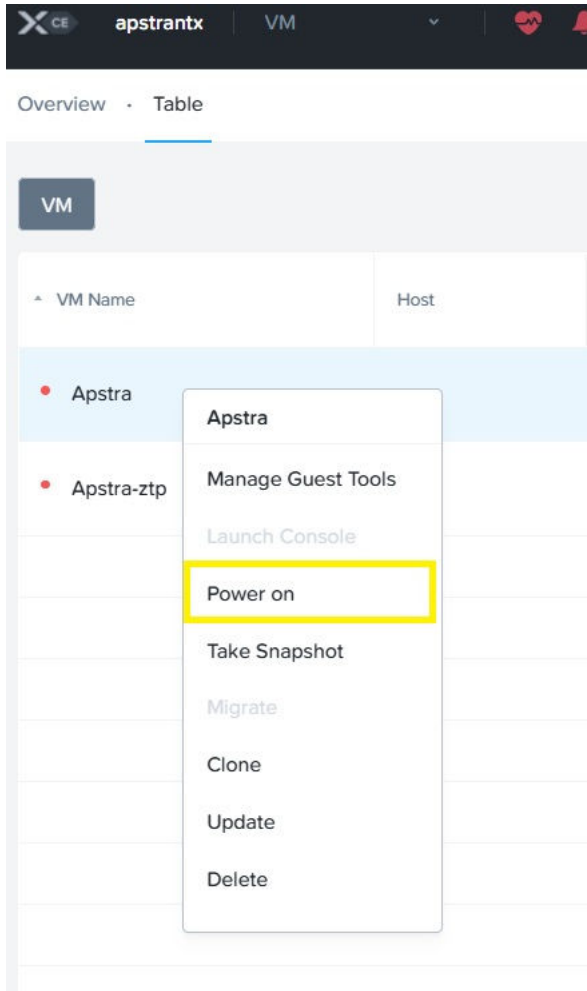 X CE apstrantx VM
Overview · Table
VM
VM Name Host
Apstra
Apstra-ztp
Apstra
Manage Guest Tools
Launch Console
Power on
Take Snapshot
Migrate
Clone
Update
Delete